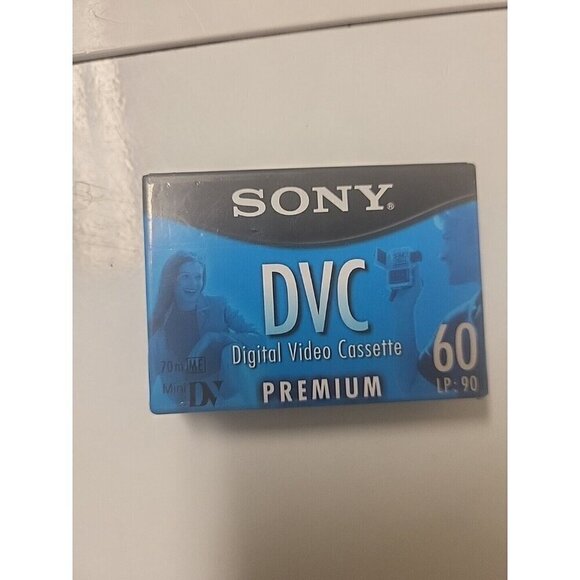 SONY®
DVC
Digital Video Cassette
60
70m ME
LP: 90
Mini DV
PREMIUM